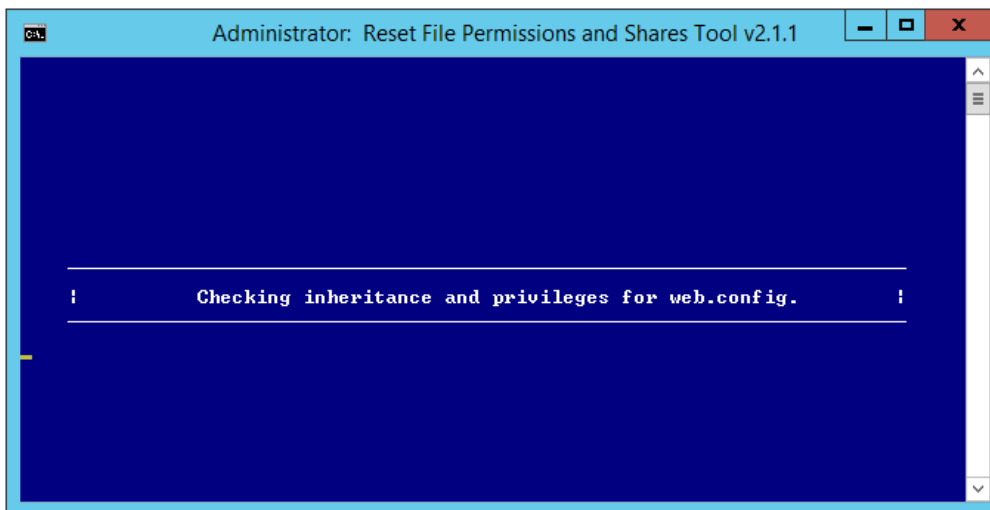 Administrator: Reset File Permissions and Shares Tool v2.1.1
Checking inheritance and privileges for web.config.